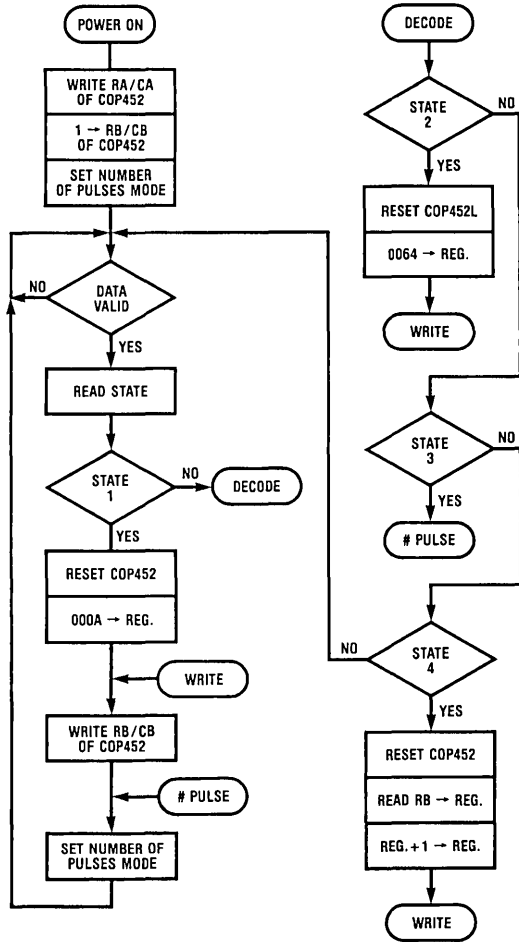 POWER ON
WRITE RA/CA
OF COP452
1 → RB/CB
OF COP452
SET NUMBER
OF PULSES MODE
NO
DATA
VALID
YES
READ STATE
STATE
1
NO
DECODE
YES
RESET COP452
000A → REG.
WRITE
WRITE RB/CB
OF COP452
# PULSE
SET NUMBER OF
PULSES MODE
DECODE
STATE
2
NO
YES
RESET COP452L
0064 → REG.
WRITE
STATE
3
NO
YES
# PULSE
NO
STATE
4
YES
RESET COP452
READ RB → REG.
REG.+1 → REG.
WRITE